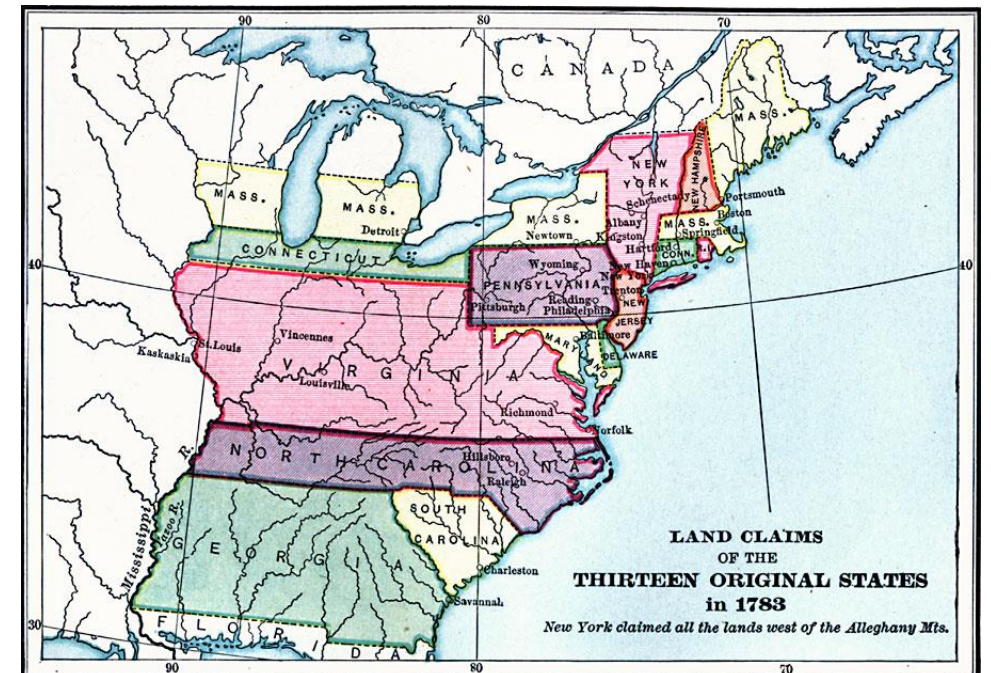 90
80
70
CANADA
MASS.
NEW HAMPSHIRE
NEW
YORK
Schenectady
Portsmouth
MASS.
MASS.
MASS.
Albany
MASS.
Boston
Detroit
Newtown
Kingston
Springfield
CONNECTICUT
Hartford
CONN.
R.I.
40
Wyoming
New Haven
New York
40
PENNSYLVANIA
Trenton
Pittsburgh
Reading
Philadelphia
NEW
JERSEY
Vincennes
St.Louis
Kaskaskia
MARYLAND
Baltimore
DELAWARE
VIRGINIA
Louisville
Richmond
Norfolk
R.
NORTH CAROLINA
Hillsboro
Raleigh
Mississippi
Yazoo R.
SOUTH
CAROLINA
GEORGIA
Charleston
Savannah
30
FLORIDA
LAND CLAIMS
OF THE
THIRTEEN ORIGINAL STATES
in 1783
New York claimed all the lands west of the Alleghany Mts.
90
80
70